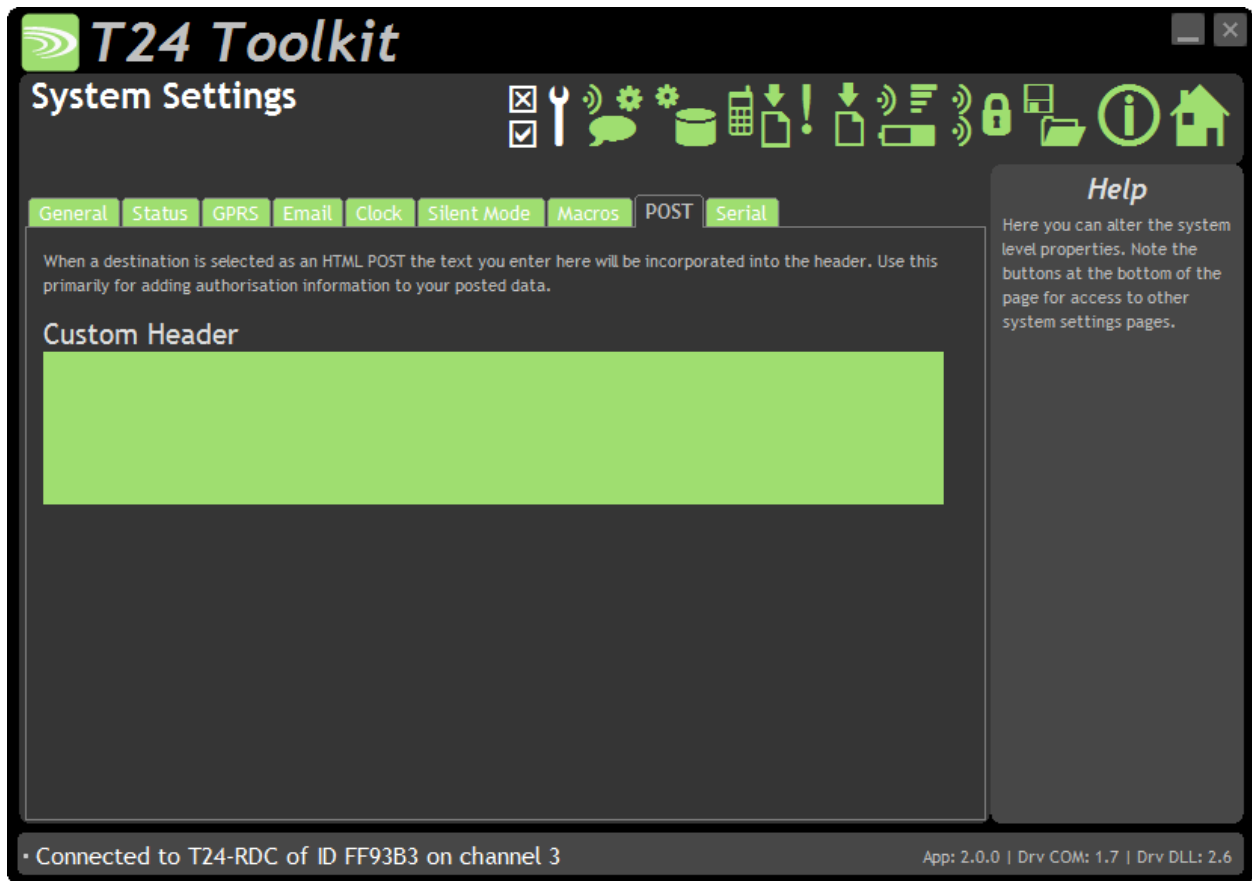 T24 Toolkit
System Settings
General Status GPRS Email Clock Silent Mode Macros POST Serial
When a destination is selected as an HTML POST the text you enter here will be incorporated into the header. Use this
primarily for adding authorisation information to your posted data.
Custom Header
Help
Here you can alter the system
level properties. Note the
buttons at the bottom of the
page for access to other
system settings pages.
Connected to T24-RDC of ID FF93B3 on channel 3
App: 2.0.0 | Drv COM: 1.7 | Drv DLL: 2.6